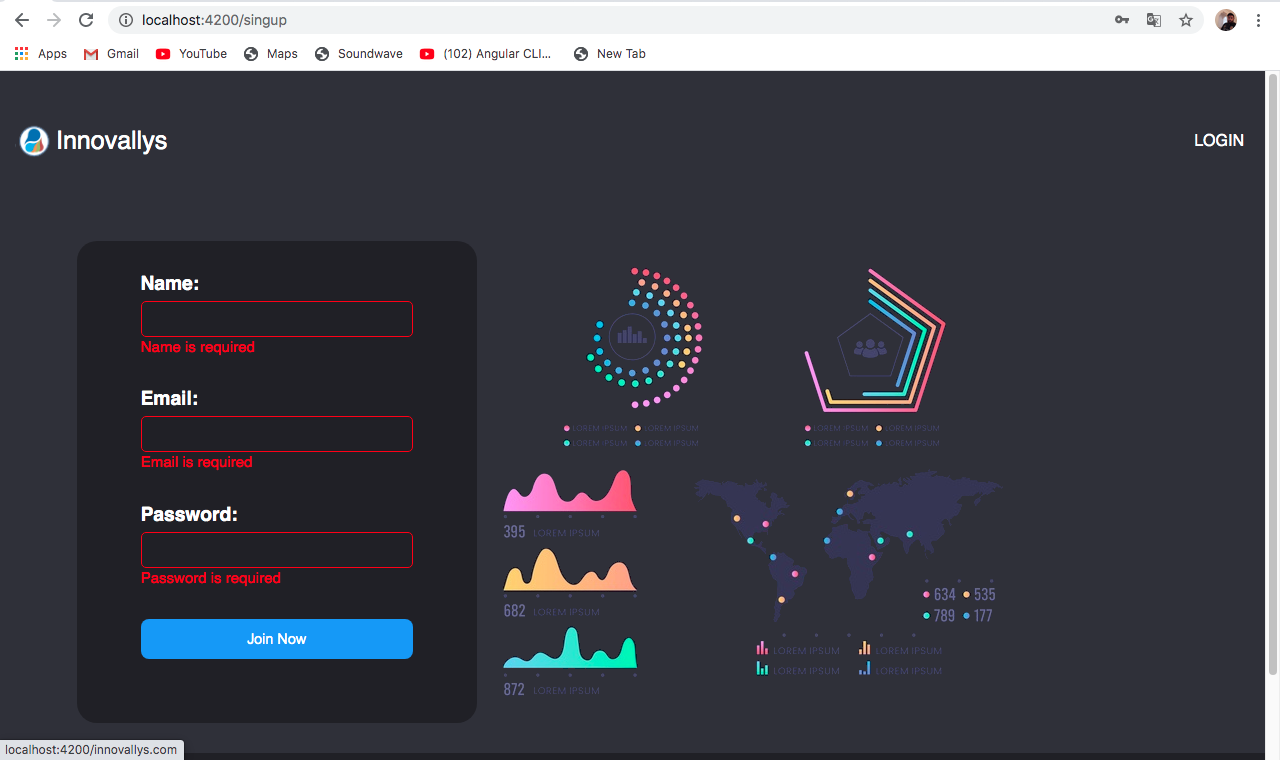 localhost:4200/singup
Apps Gmail YouTube Maps Soundwave (102) Angular CLI... New Tab
Innovallys
LOGIN
Name:
Name is required
Email:
Email is required
Password:
Password is required
Join Now
LOREM IPSUM LOREM IPSUM
LOREM IPSUM LOREM IPSUM
LOREM IPSUM LOREM IPSUM
LOREM IPSUM LOREM IPSUM
395 LOREM IPSUM
682 LOREM IPSUM
872 LOREM IPSUM
634 535
789 177
LOREM IPSUM LOREM IPSUM
LOREM IPSUM LOREM IPSUM
localhost:4200/innovallys.com